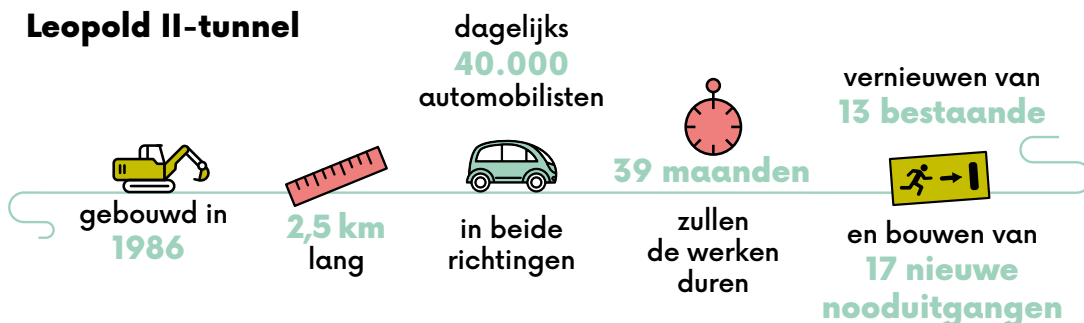 Leopold II-tunnel
gebouwd in
1986
2,5 km
lang
dagelijks
40.000
automobilisten
in beide
richtingen
39 maanden
zullen
de werken
duren
vernieuwen van
13 bestaande
en bouwen van
17 nieuwe
nooduitgangen